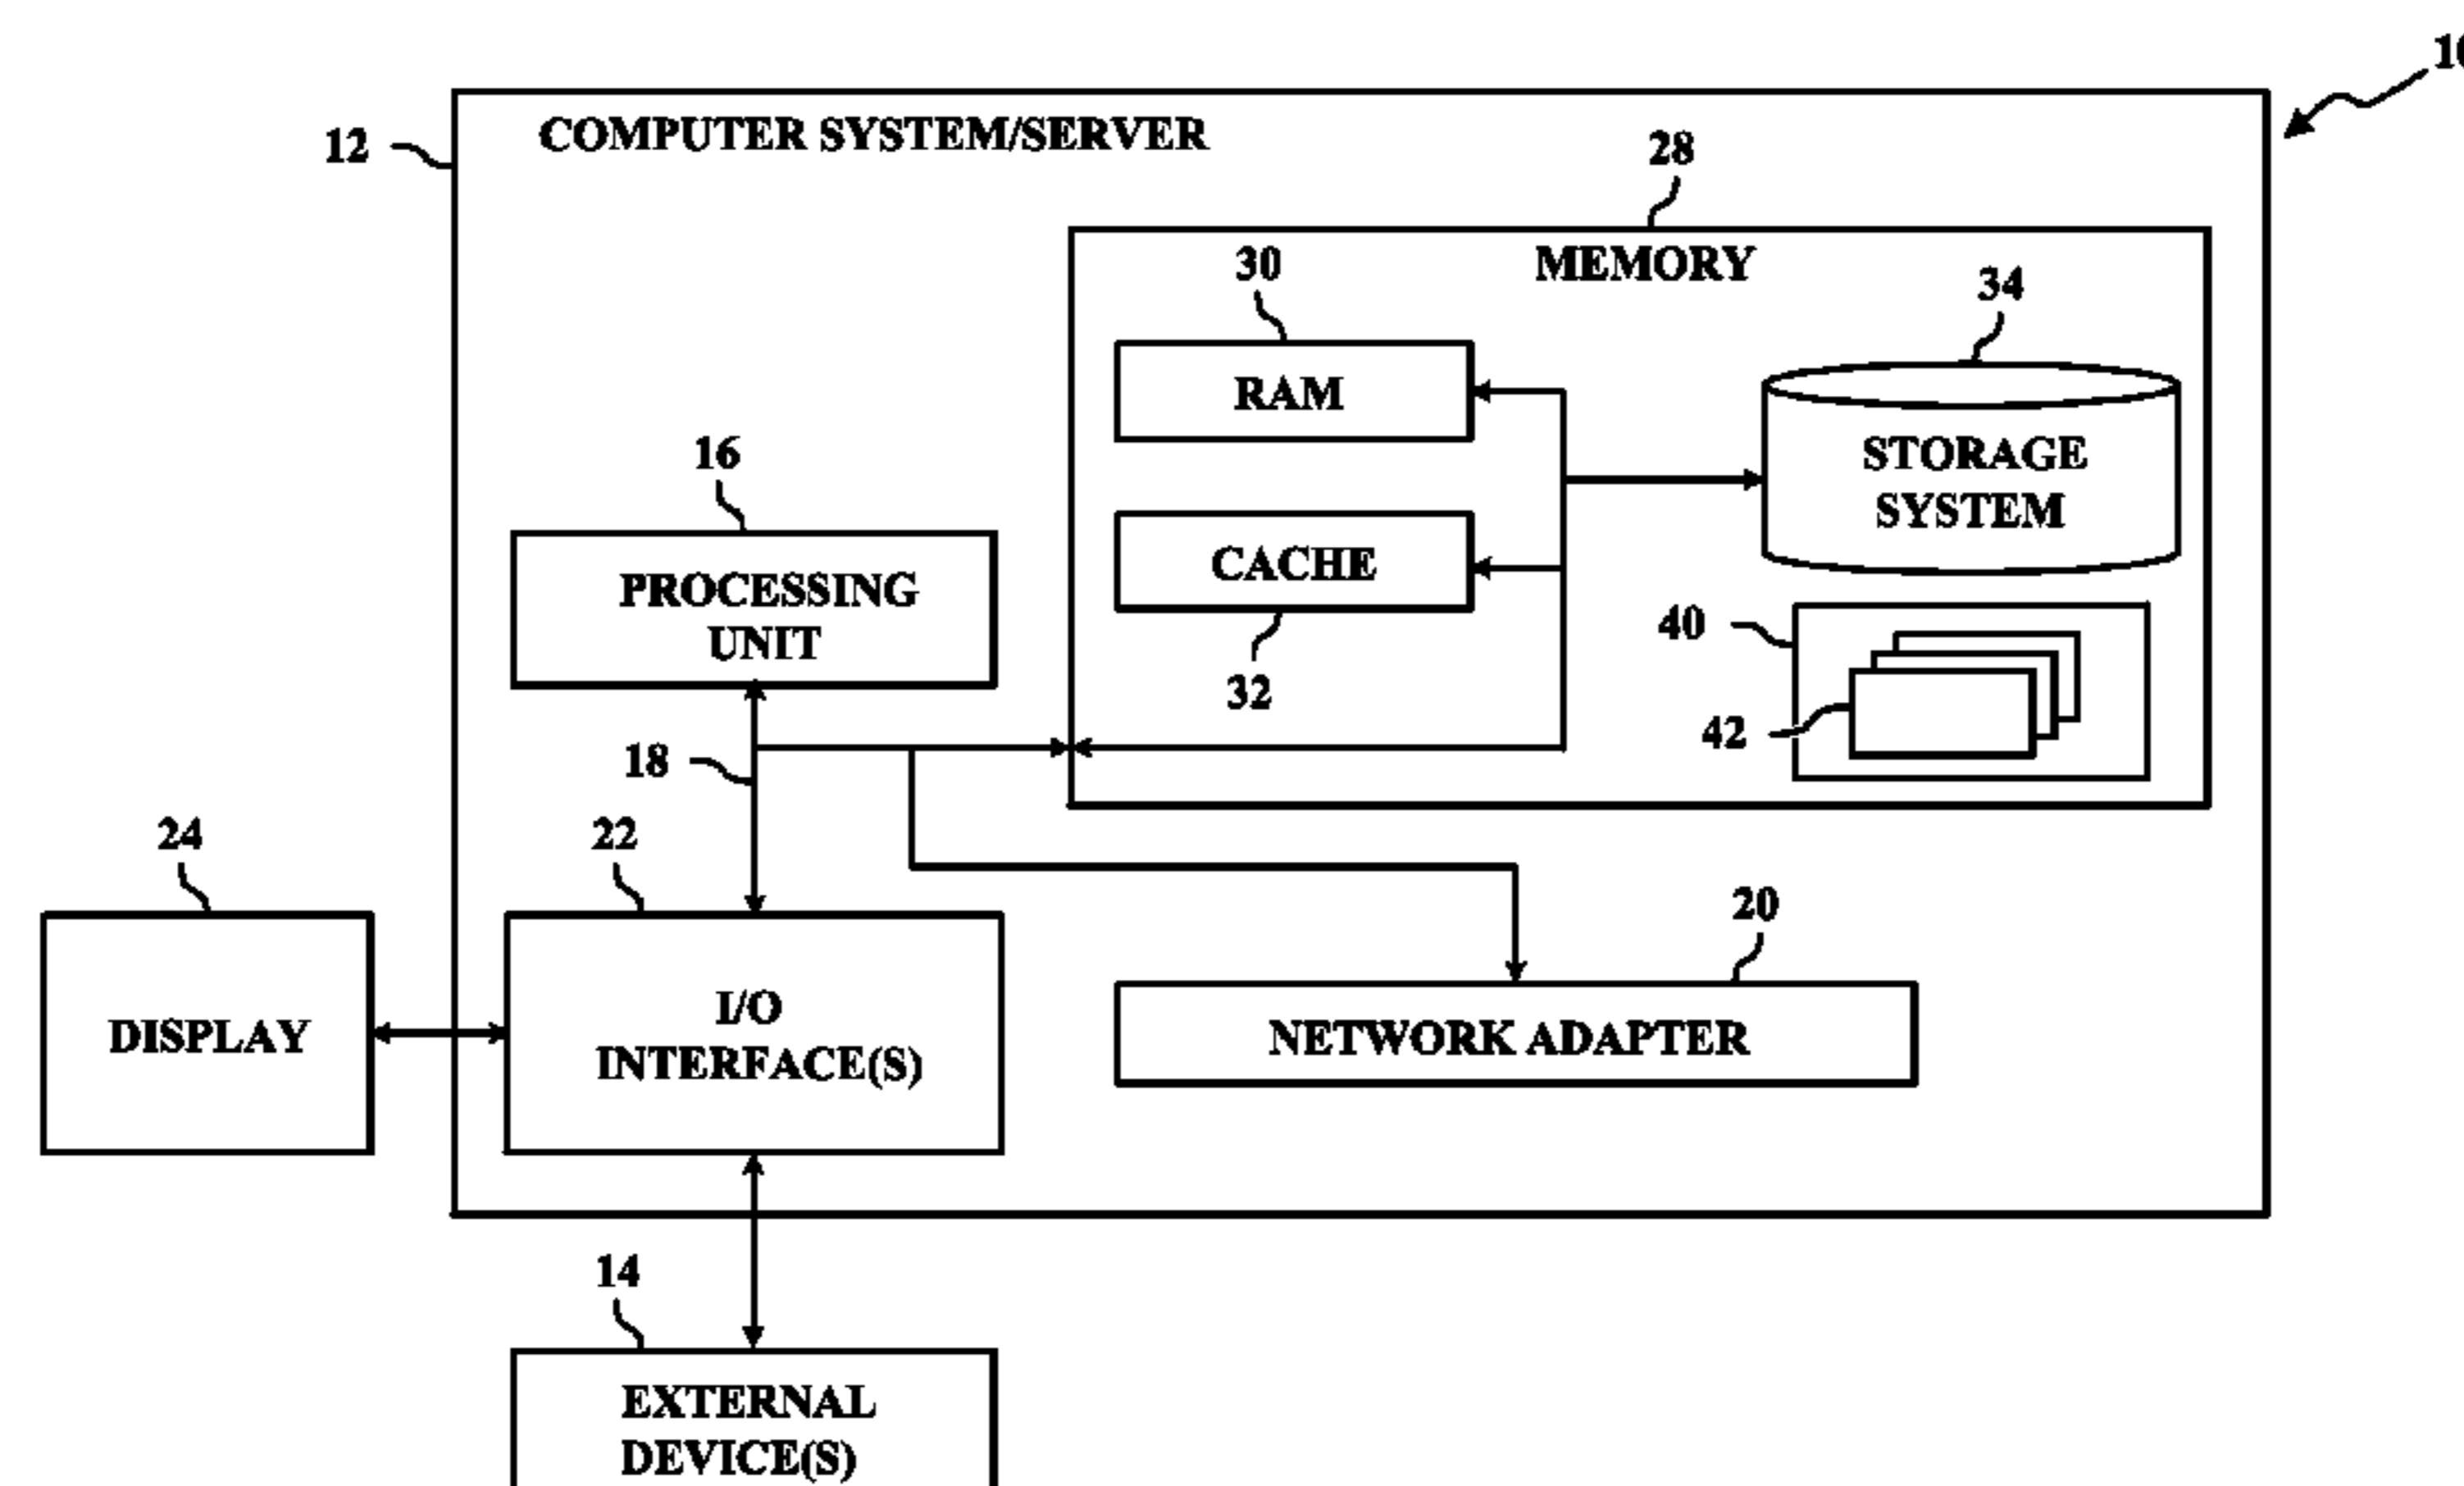 10
12
COMPUTER SYSTEM/SERVER
28
MEMORY
30
34
RAM
STORAGE
SYSTEM
16
CACHE
PROCESSING
UNIT
40
32
42
18
24
22
20
DISPLAY
I/O
INTERFACE(S)
NETWORK ADAPTER
14
EXTERNAL
DEVICE(S)